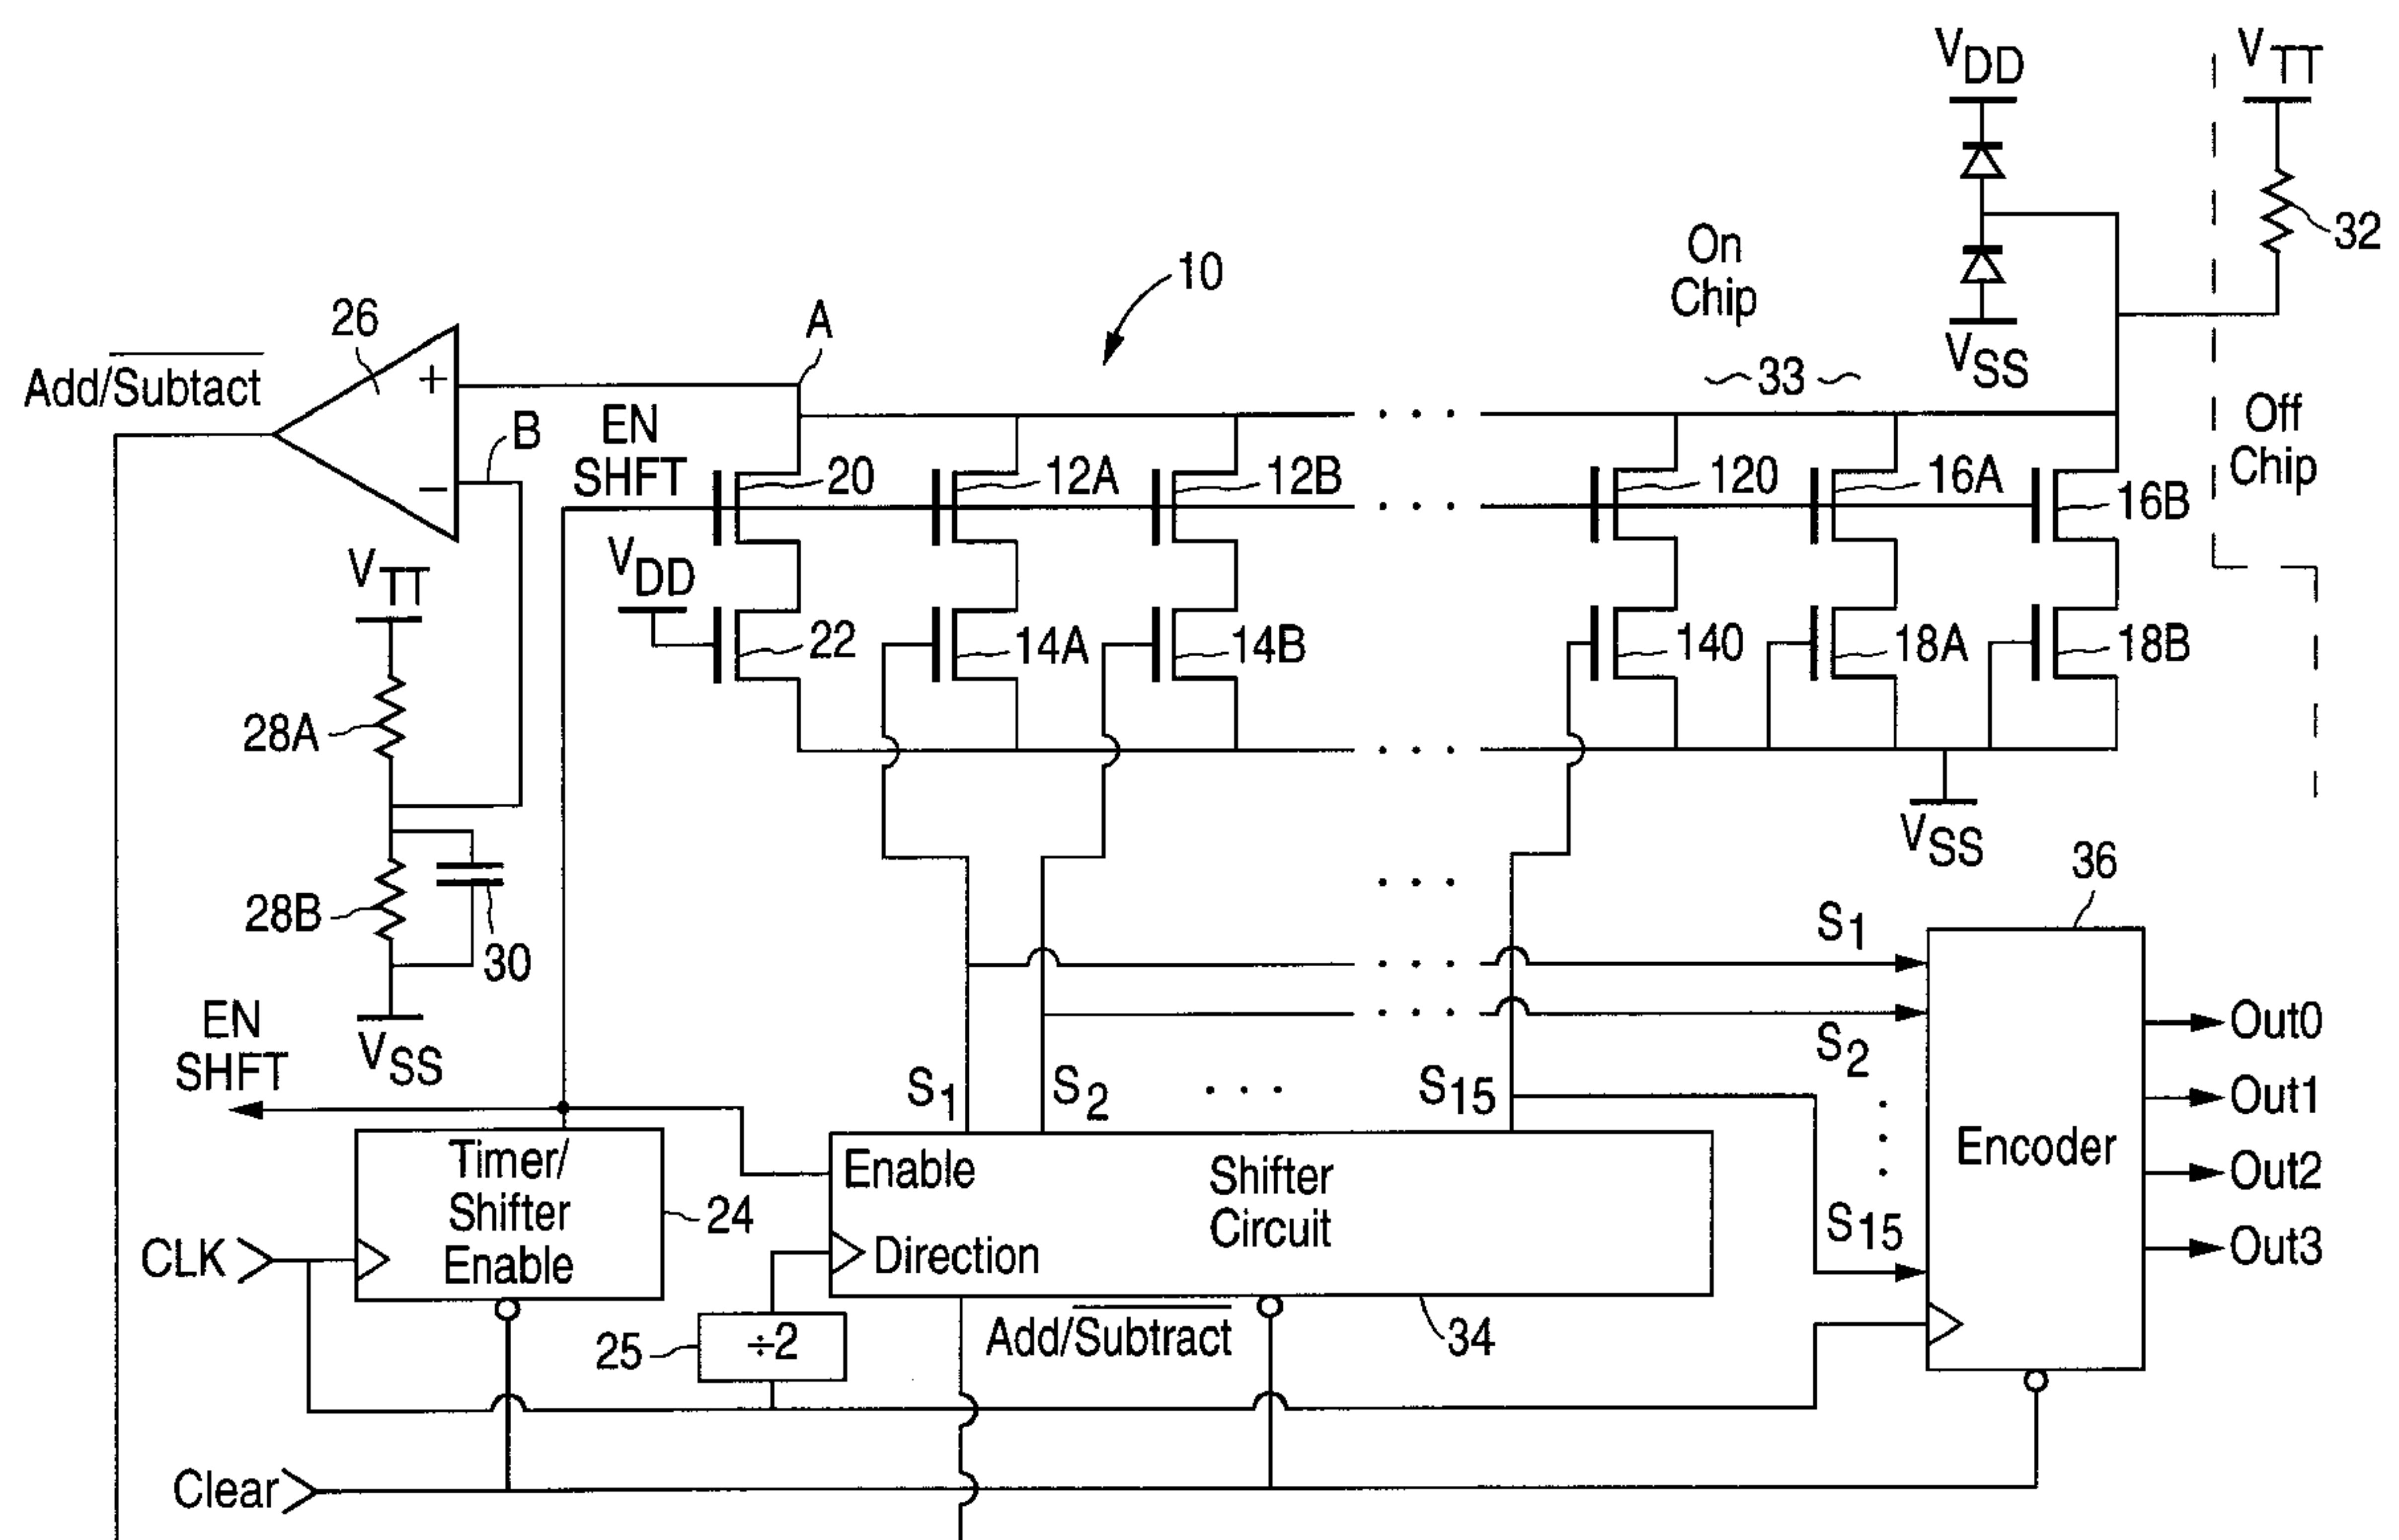 VDD
VTT
32
On
Chip
10
26
A
Add/Subtact
+
VSS
33
Off
Chip
EN
SHFT
B
20
12A
12B
120
16A
16B
−
VTT
VDD
22
14A
14B
140
18A
18B
28A
VSS
36
28B
30
S1
EN
SHFT
VSS
S2
Out0
S1
S2
S15
Out1
Timer/
Shifter
Enable
24
Enable
Shifter
Circuit
Encoder
Out2
CLK
Direction
S15
Out3
25
÷2
Add/Subtract
34
Clear